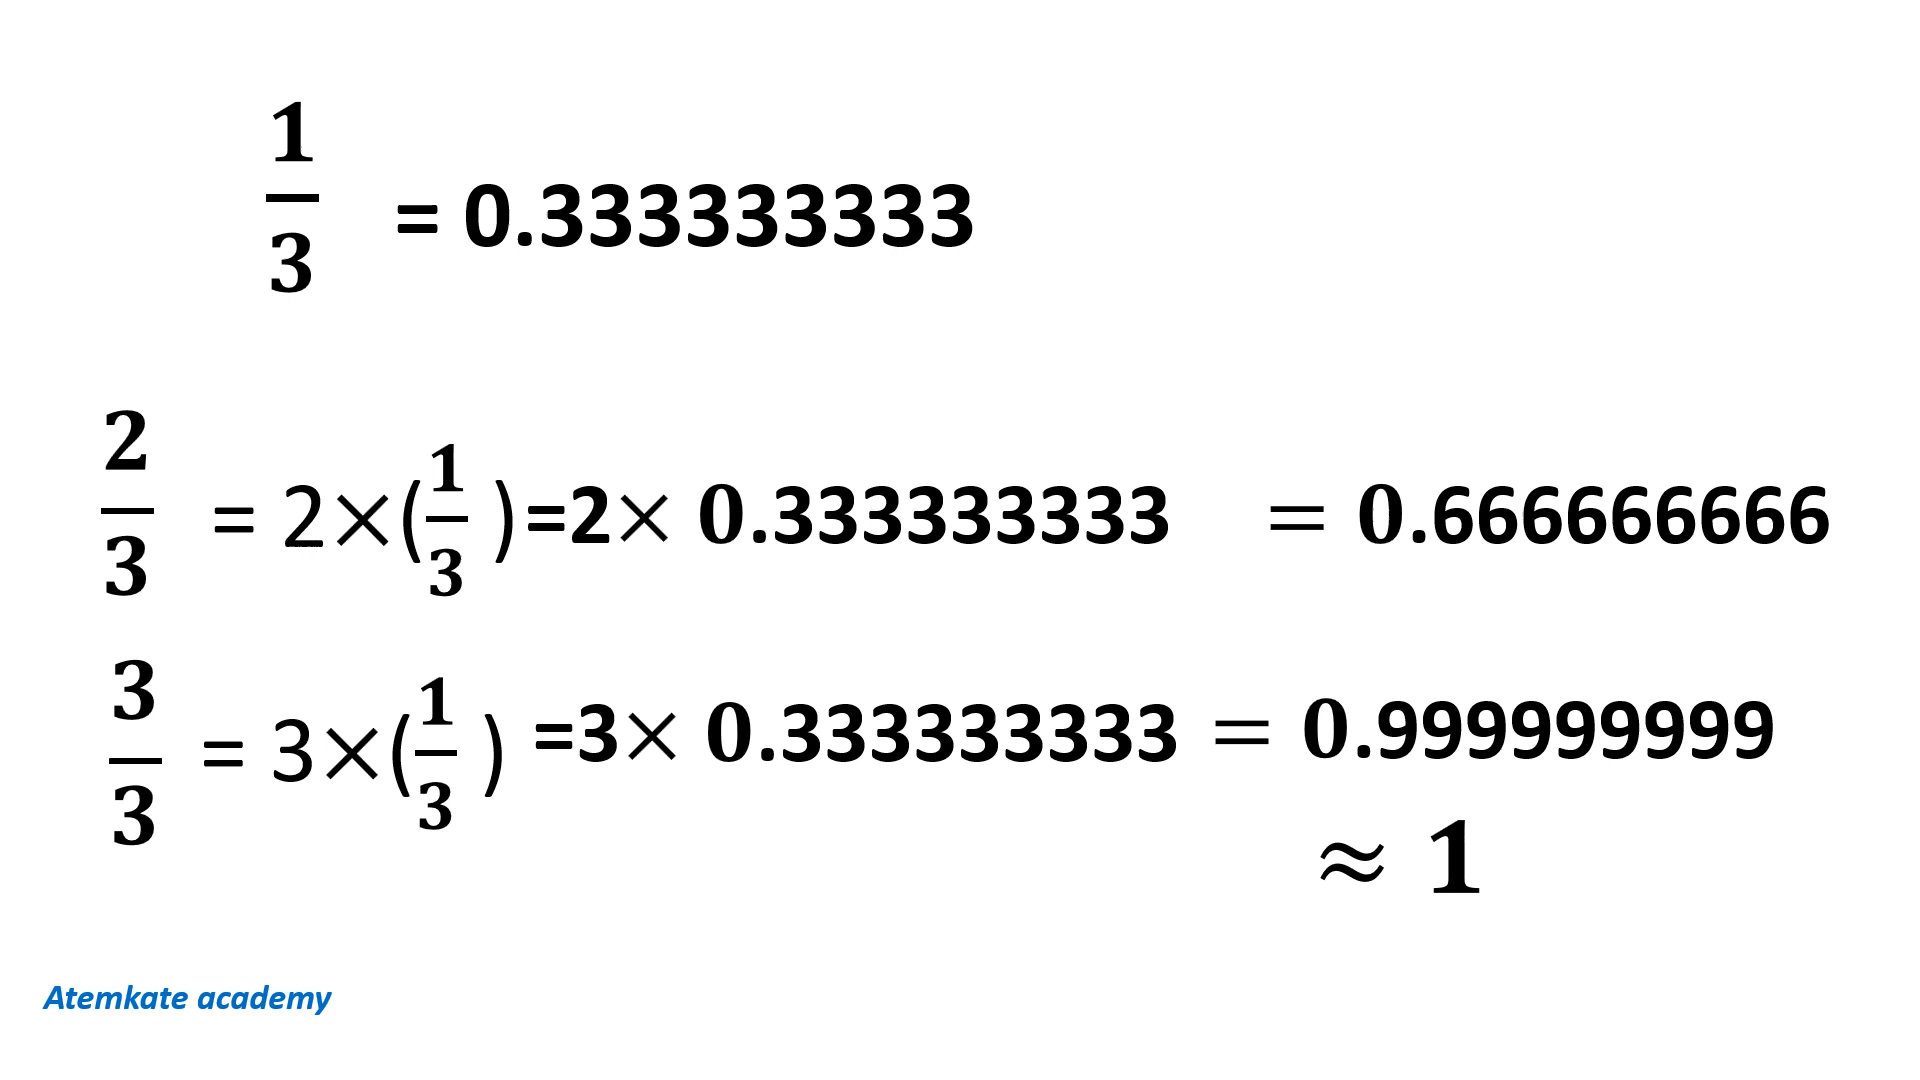 1/3 = 0.333333333
2/3 = 2×(1/3 )=2× 0.333333333 = 0.666666666
3/3 = 3×(1/3 ) =3× 0.333333333 = 0.999999999
≈ 1
Atemkate academy